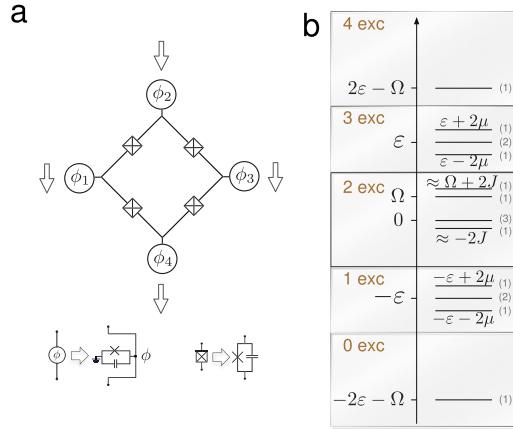 a
ϕ₂
ϕ₁
ϕ₃
ϕ₄
ϕ
ϕ
b
4 exc
2ε − Ω
(1)
3 exc
ε + 2μ
(1)
ε
(2)
(1)
ε − 2μ
2 exc
≈ Ω + 2J
(1)
Ω
(1)
0
(3)
(1)
≈ −2J
1 exc
−ε + 2μ
(1)
−ε
(2)
(1)
−ε − 2μ
0 exc
−2ε − Ω
(1)